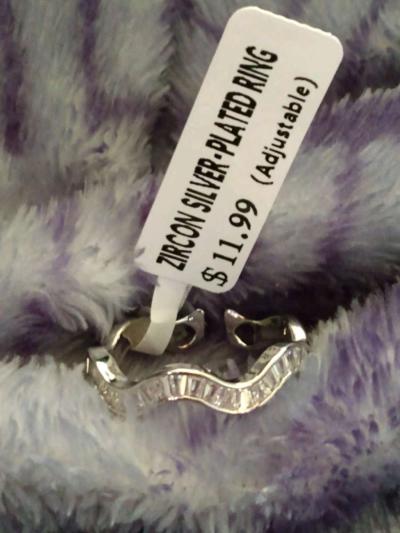 ZIRCON SILVER-PLATED RING
$11.99 (Adjustable)